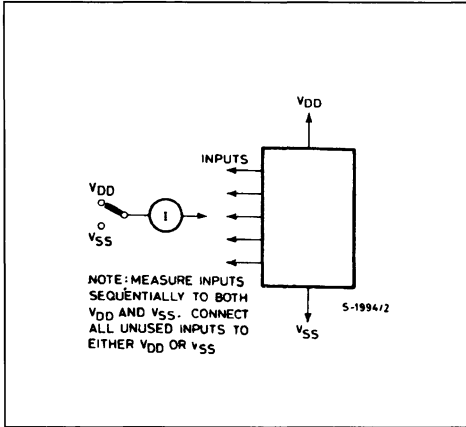 VDD
INPUTS
VDD
I
VSS
NOTE: MEASURE INPUTS
SEQUENTIALLY TO BOTH
VDD AND VSS. CONNECT
ALL UNUSED INPUTS TO
EITHER VDD OR VSS
S-1994/2
VSS